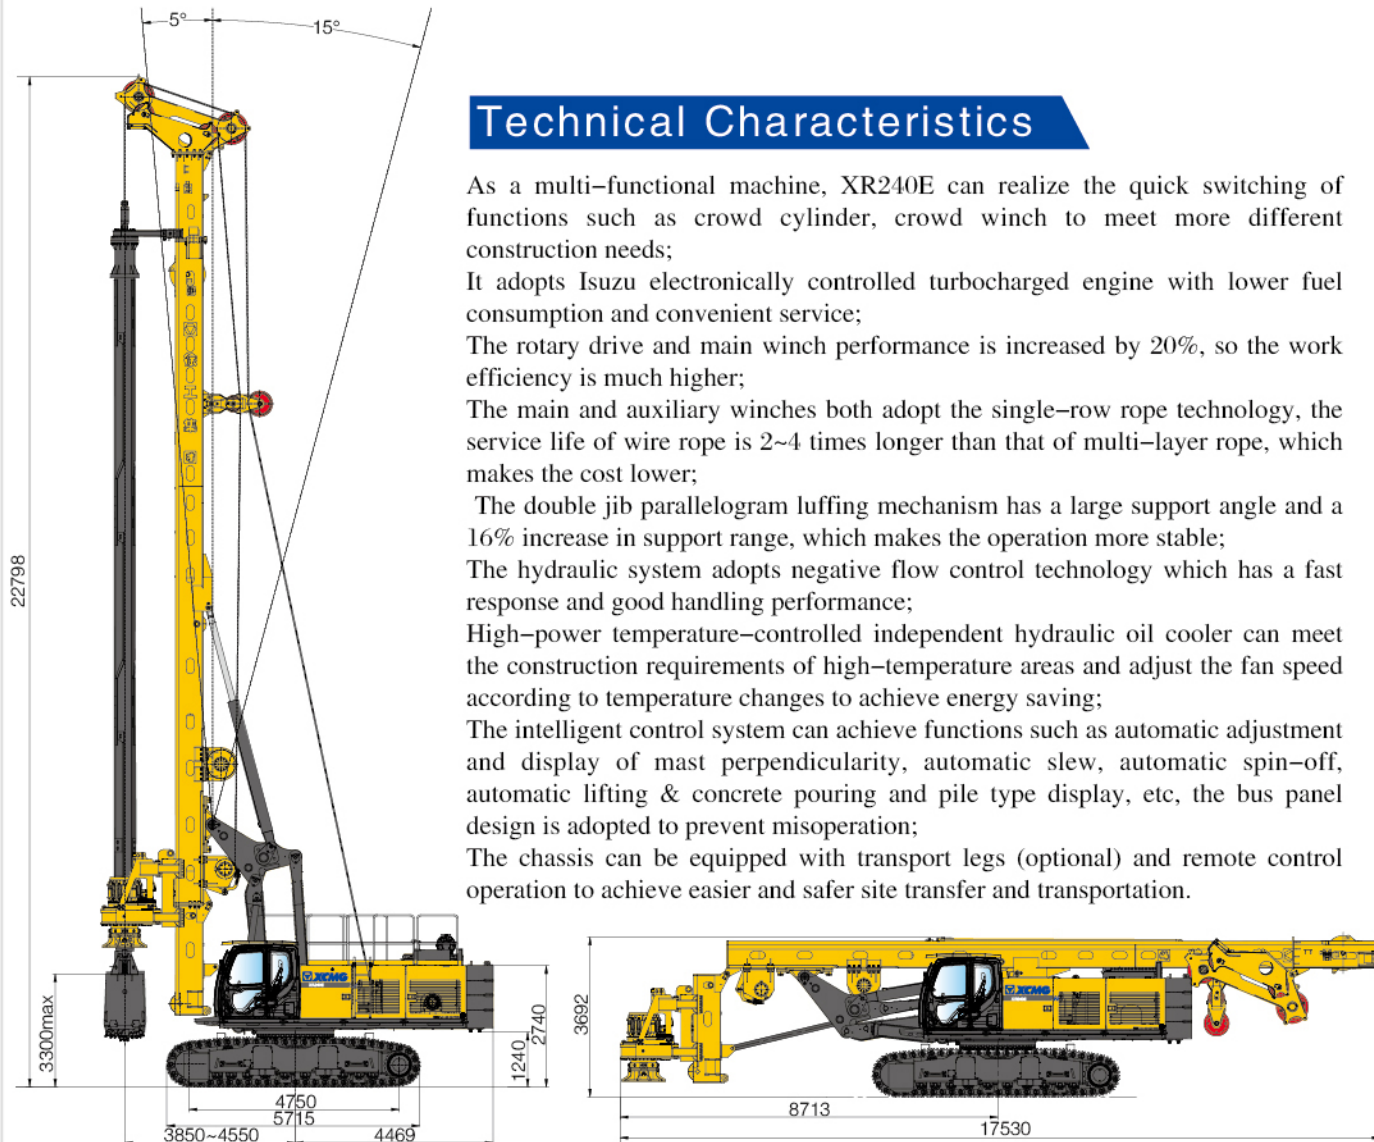 5°
15°
Technical Characteristics
As a multi−functional machine, XR240E can realize the quick switching of
functions such as crowd cylinder, crowd winch to meet more different
construction needs;
It adopts Isuzu electronically controlled turbocharged engine with lower fuel
consumption and convenient service;
The rotary drive and main winch performance is increased by 20%, so the work
efficiency is much higher;
The main and auxiliary winches both adopt the single−row rope technology, the
service life of wire rope is 2~4 times longer than that of multi−layer rope, which
makes the cost lower;
The double jib parallelogram luffing mechanism has a large support angle and a
16% increase in support range, which makes the operation more stable;
The hydraulic system adopts negative flow control technology which has a fast
response and good handling performance;
High−power temperature−controlled independent hydraulic oil cooler can meet
the construction requirements of high−temperature areas and adjust the fan speed
according to temperature changes to achieve energy saving;
The intelligent control system can achieve functions such as automatic adjustment
and display of mast perpendicularity, automatic slew, automatic spin−off,
automatic lifting & concrete pouring and pile type display, etc, the bus panel
design is adopted to prevent misoperation;
The chassis can be equipped with transport legs (optional) and remote control
operation to achieve easier and safer site transfer and transportation.
22798
3300max
XCMG
2740
1240
4750
5715
3850~4550
4469
3692
XCMG
8713
17530